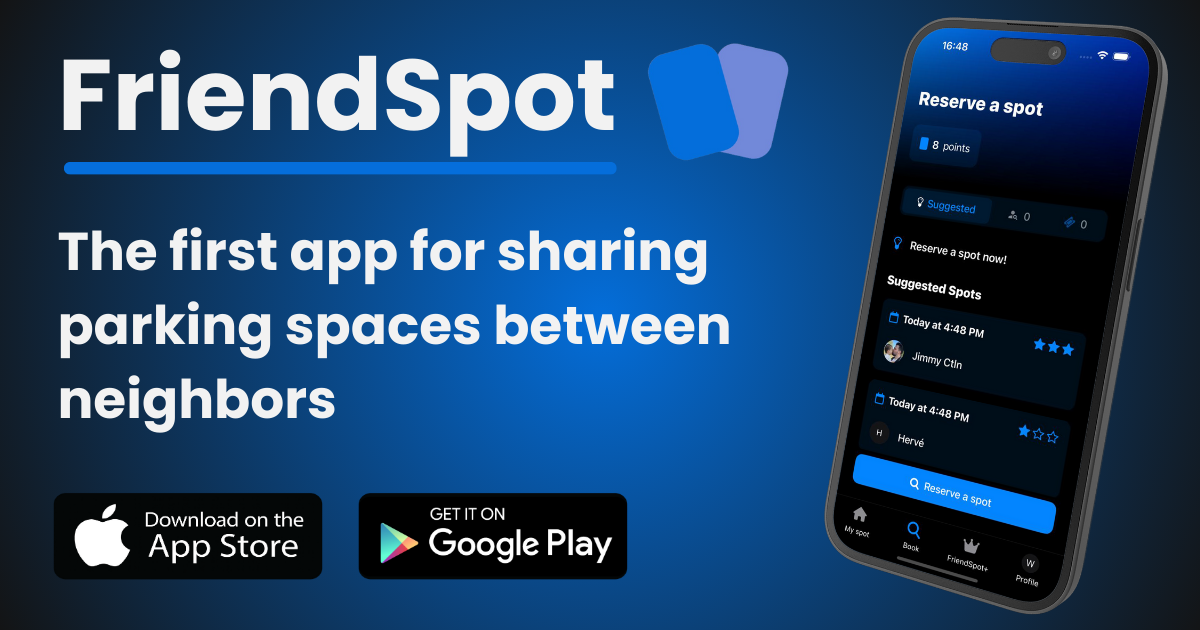 FriendSpot
The first app for sharing
parking spaces between
neighbors
Download on the
App Store
GET IT ON
Google Play
16:48
Reserve a spot
8 points
Suggested 0 0
Reserve a spot now!
Suggested Spots
Today at 4:48 PM
Jimmy Ctln
Today at 4:48 PM
H Hervé
Reserve a spot
My spot Book FriendSpot+ W Profile